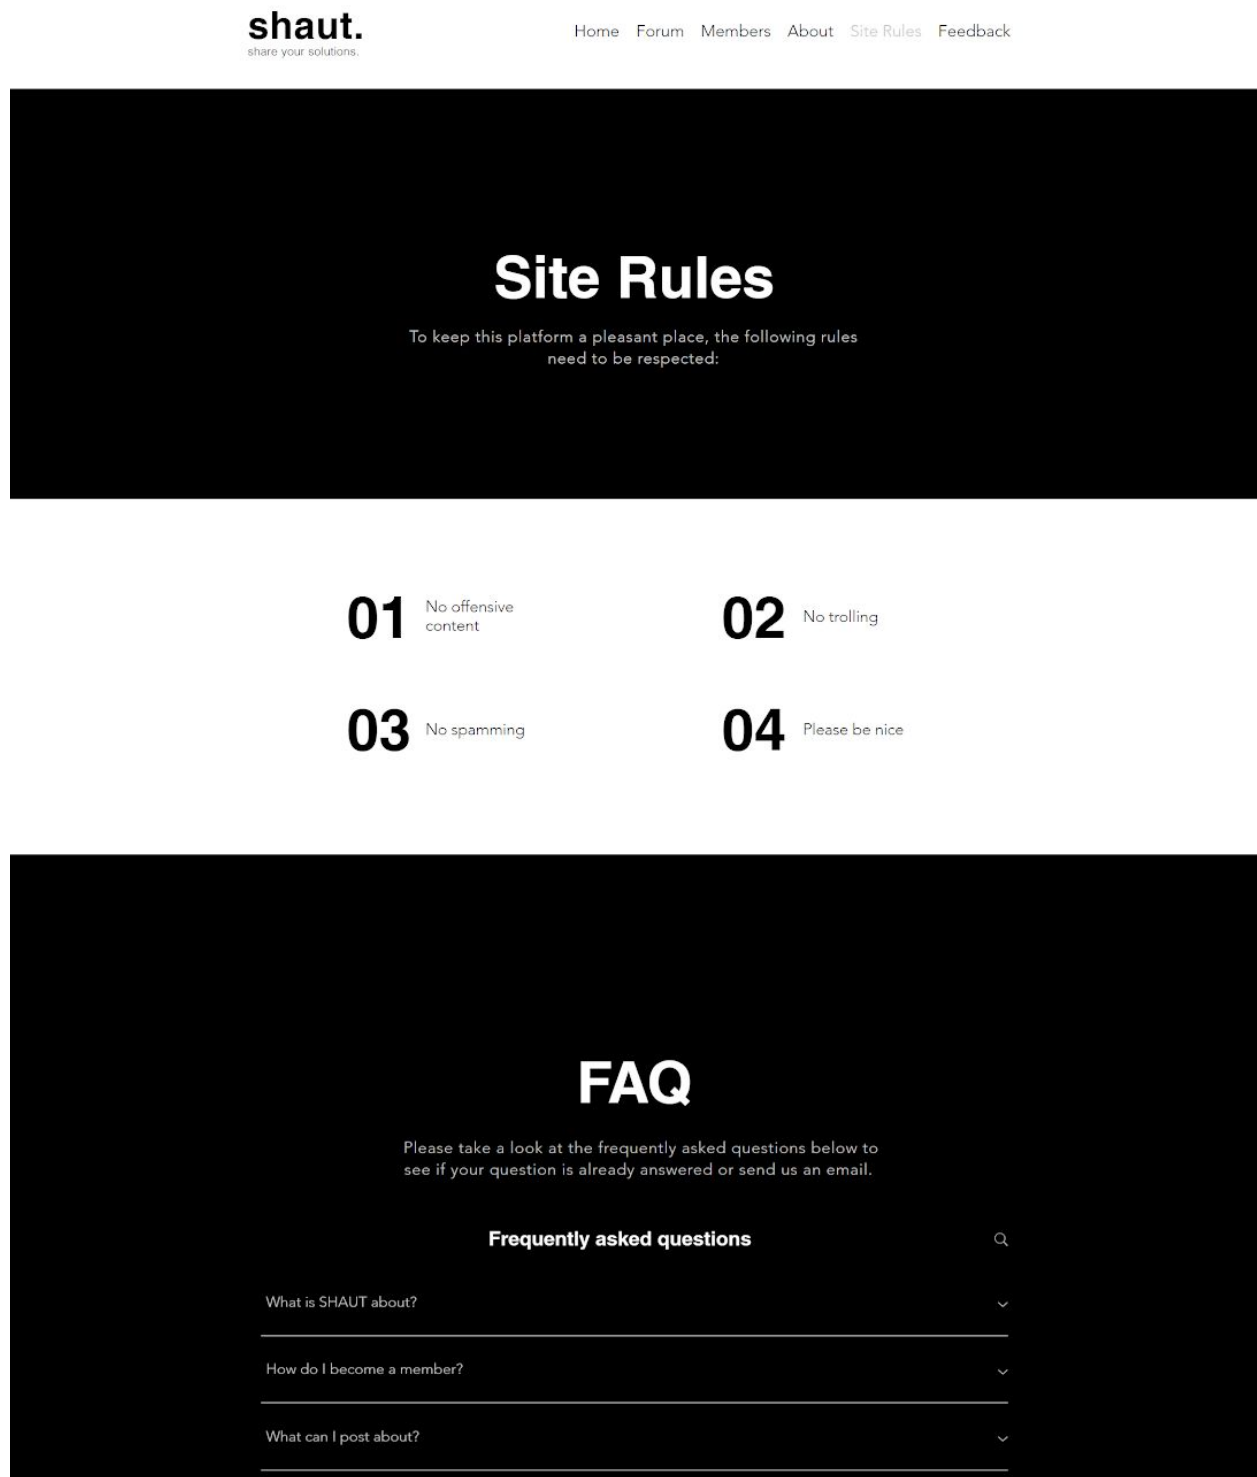 shaut.
share your solutions.
Home Forum Members About Site Rules Feedback
Site Rules
To keep this platform a pleasant place, the following rules
need to be respected:
01 No offensive
content
02 No trolling
03 No spamming
04 Please be nice
FAQ
Please take a look at the frequently asked questions below to
see if your question is already answered or send us an email.
Frequently asked questions
What is SHAUT about?
How do I become a member?
What can I post about?